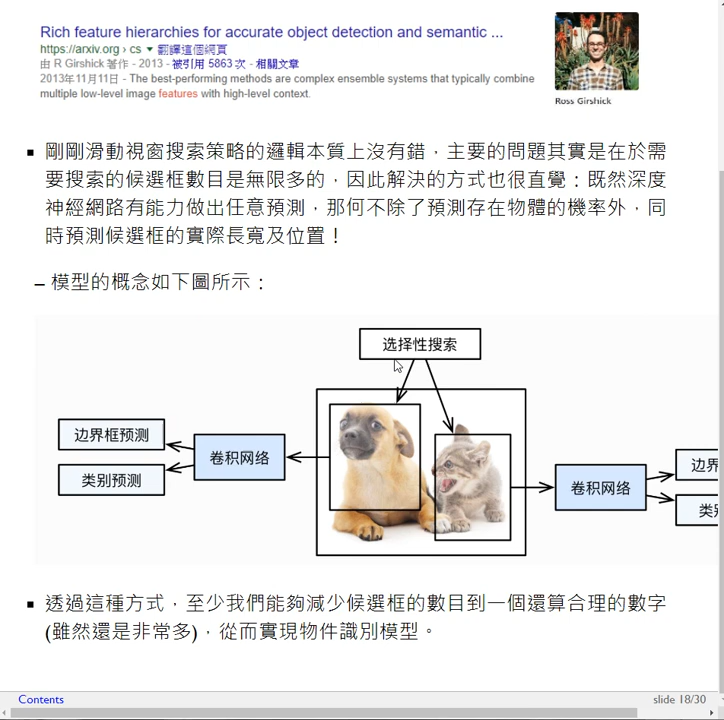 Rich feature hierarchies for accurate object detection and semantic ...
https://arxiv.org › cs ▼ 翻譯這個網頁
由 R Girshick 著作 - 2013 - 被引用 5863 次 - 相關文章
2013年11月11日 - The best-performing methods are complex ensemble systems that typically combine
multiple low-level image features with high-level context.
Ross Girshick
▪ 剛剛滑動視窗搜索策略的邏輯本質上沒有錯，主要的問題其實是在於需
要搜索的候選框數目是無限多的，因此解決的方式也很直覺：既然深度
神經網路有能力做出任意預測，那何不除了預測存在物體的機率外，同
時預測候選框的實際長寬及位置！
– 模型的概念如下圖所示：
选择性搜索
边界框预测
类别预测
卷积网络
卷积网络
边界
类别
▪ 透過這種方式，至少我們能夠減少候選框的數目到一個還算合理的數字
(雖然還是非常多)，從而實現物件識別模型。
Contents
slide 18/30